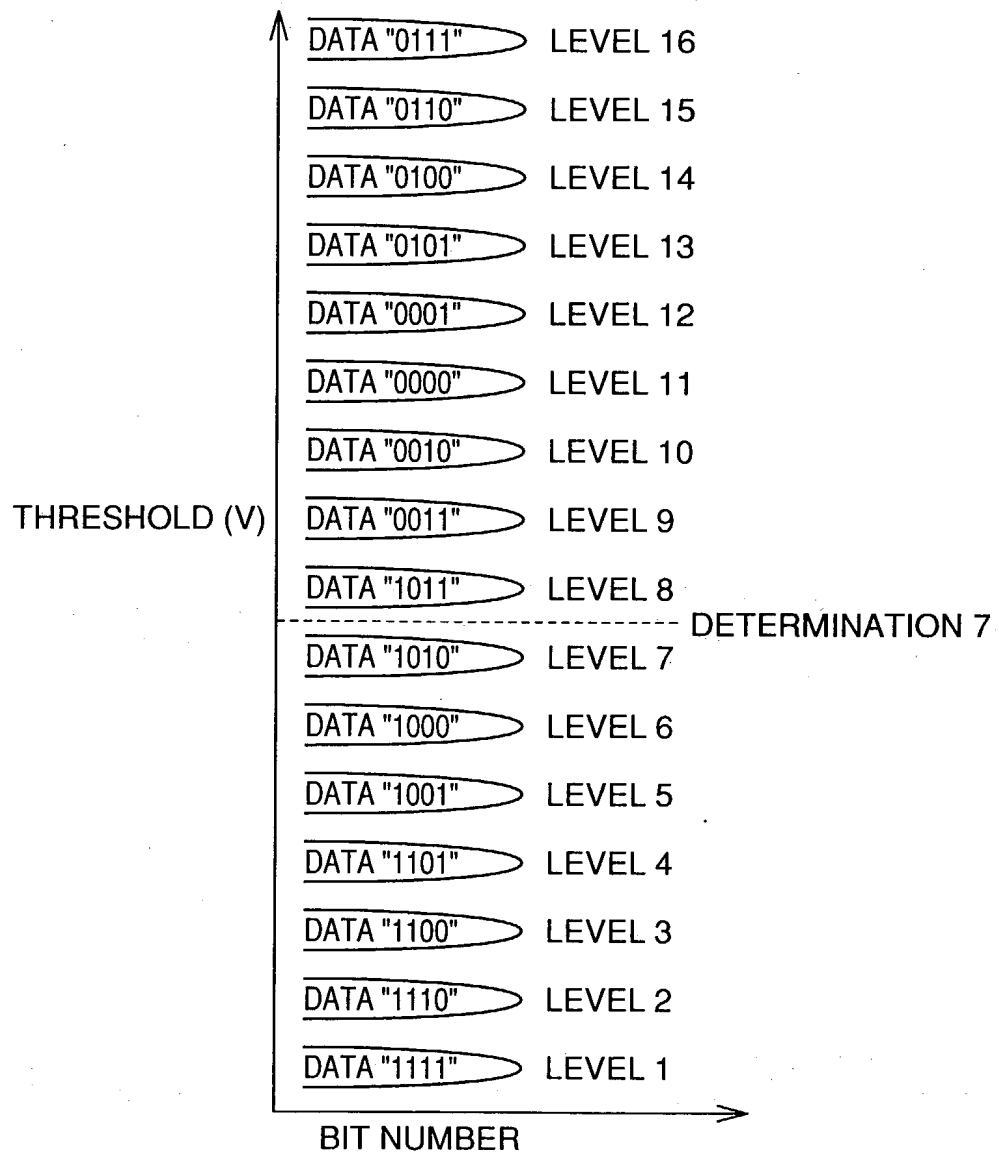 DATA "0111" LEVEL 16
DATA "0110" LEVEL 15
DATA "0100" LEVEL 14
DATA "0101" LEVEL 13
DATA "0001" LEVEL 12
DATA "0000" LEVEL 11
DATA "0010" LEVEL 10
THRESHOLD (V) DATA "0011" LEVEL 9
DATA "1011" LEVEL 8
DETERMINATION 7
DATA "1010" LEVEL 7
DATA "1000" LEVEL 6
DATA "1001" LEVEL 5
DATA "1101" LEVEL 4
DATA "1100" LEVEL 3
DATA "1110" LEVEL 2
DATA "1111" LEVEL 1
BIT NUMBER